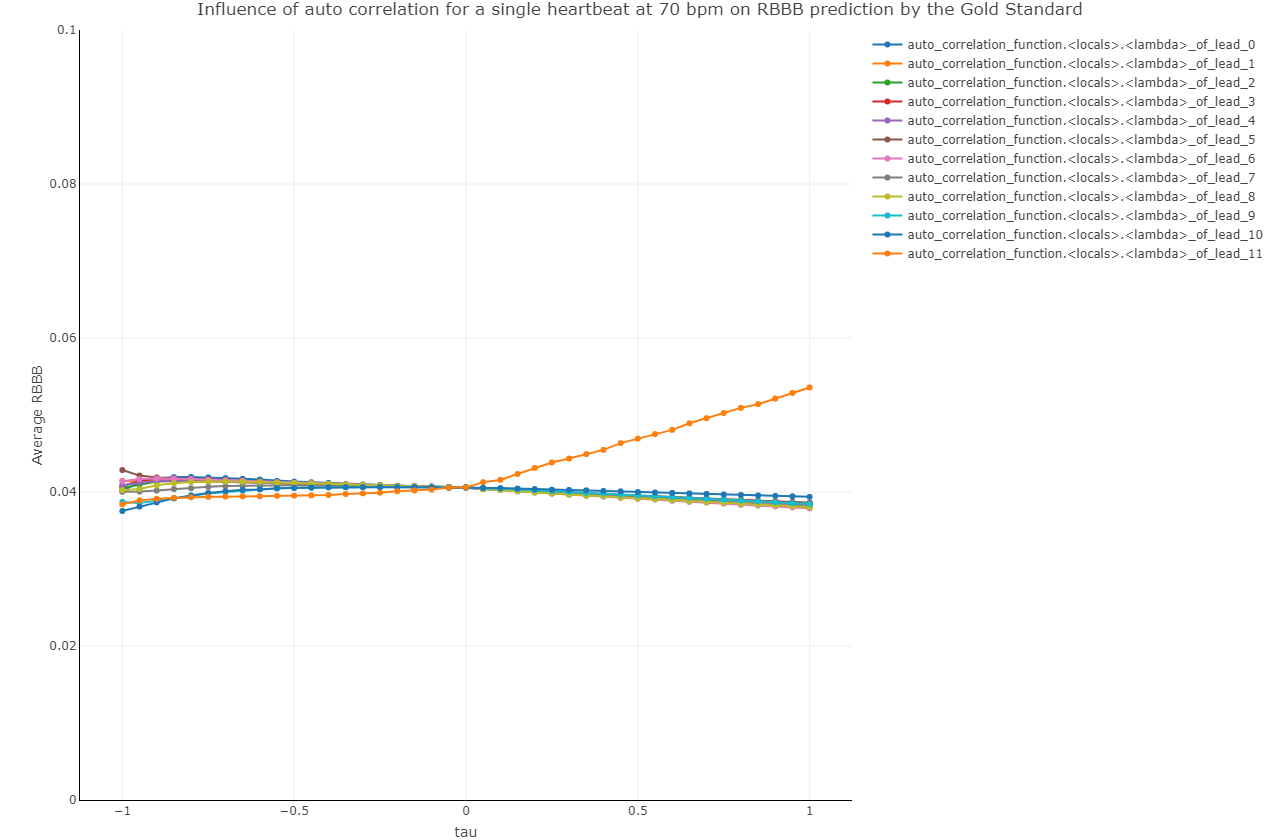 Influence of auto correlation for a single heartbeat at 70 bpm on RBBB prediction by the Gold Standard
0.1
0.08
0.06
0.04
0.02
0
Average RBBB
−1
−0.5
0
0.5
1
tau
auto_correlation_function.<locals>.<lambda>_of_lead_0
auto_correlation_function.<locals>.<lambda>_of_lead_1
auto_correlation_function.<locals>.<lambda>_of_lead_2
auto_correlation_function.<locals>.<lambda>_of_lead_3
auto_correlation_function.<locals>.<lambda>_of_lead_4
auto_correlation_function.<locals>.<lambda>_of_lead_5
auto_correlation_function.<locals>.<lambda>_of_lead_6
auto_correlation_function.<locals>.<lambda>_of_lead_7
auto_correlation_function.<locals>.<lambda>_of_lead_8
auto_correlation_function.<locals>.<lambda>_of_lead_9
auto_correlation_function.<locals>.<lambda>_of_lead_10
auto_correlation_function.<locals>.<lambda>_of_lead_11